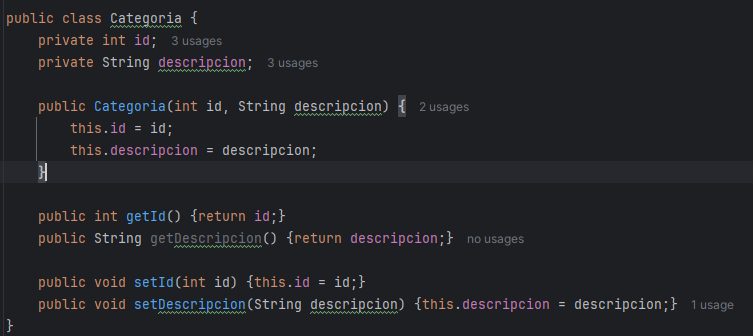 public class Categoria {
    private int id;  3 usages
    private String descripcion;  3 usages

    public Categoria(int id, String descripcion) {  2 usages
        this.id = id;
        this.descripcion = descripcion;
    }

    public int getId() {return id;}
    public String getDescripcion() {return descripcion;}  no usages

    public void setId(int id) {this.id = id;}
    public void setDescripcion(String descripcion) {this.descripcion = descripcion;}  1 usage
}